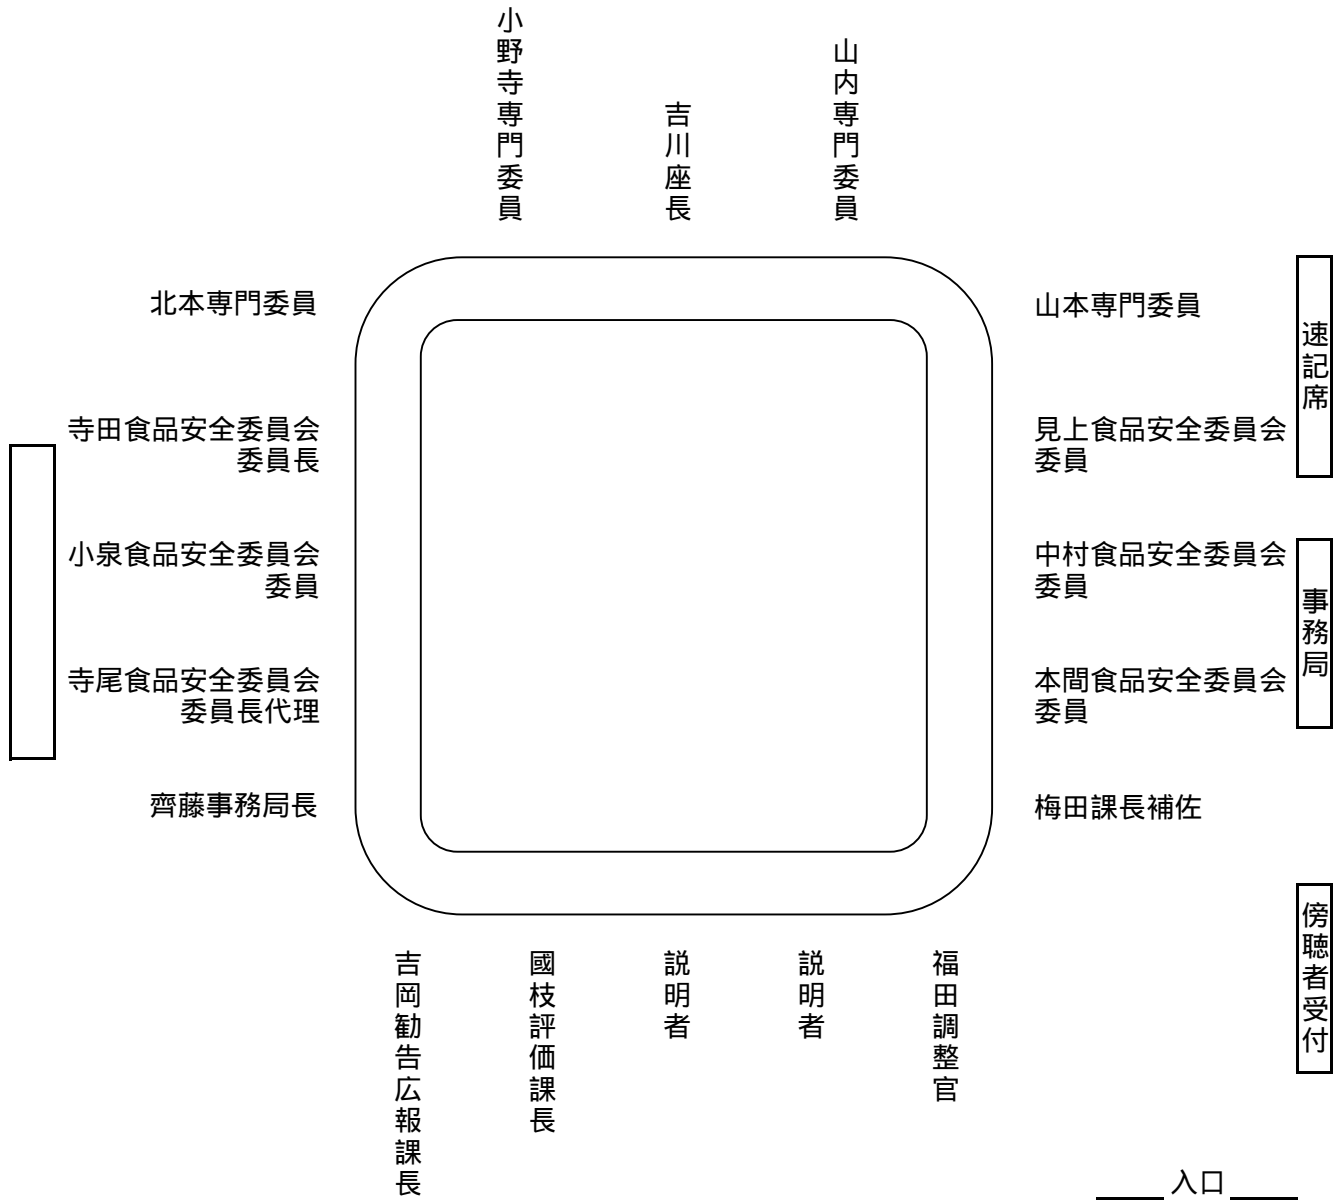 小野寺専門委員
吉川座長
山内専門委員
北本専門委員
山本専門委員
速記席
寺田食品安全委員会
委員長
見上食品安全委員会
委員
小泉食品安全委員会
委員
中村食品安全委員会
委員
事務局
寺尾食品安全委員会
委員長代理
本間食品安全委員会
委員
齊藤事務局長
梅田課長補佐
傍聴者受付
吉岡勧告広報課長
國枝評価課長
説明者
説明者
福田調整官
入口